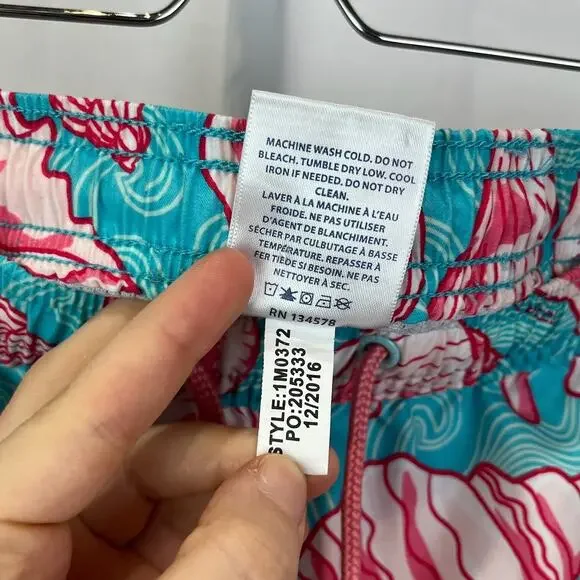 MACHINE WASH COLD. DO NOT
BLEACH. TUMBLE DRY LOW. COOL
IRON IF NEEDED. DO NOT DRY
CLEAN.
LAVER À LA MACHINE À L'EAU
FROIDE. NE PAS UTILISER
D'AGENT DE BLANCHIMENT.
SÉCHER PAR CULBUTAGE À BASSE
TEMPÉRATURE. REPASSER À
FER TIÈDE SI BESOIN. NE PAS
NETTOYER À SEC.
RN 134578
STYLE:1M0372
PO:205333
12/2016